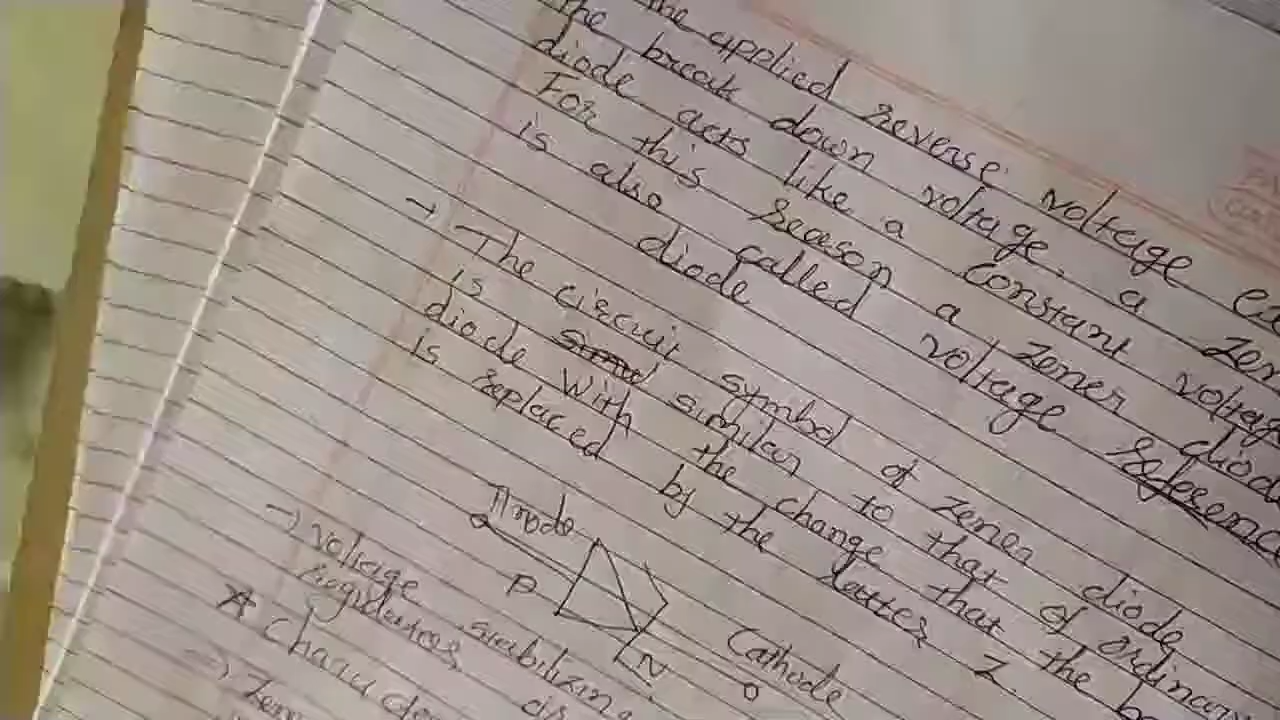 the applied reverse voltage
the break down voltage. a zener
diode acts like a constant voltage
For this reason a zener diode
is also called voltage reference
diode
→ The circuit symbol of zener diode
is similar to that of ordinary
diode With the change that the
is replaced by the letter Z.
Anode
P
N
Cathode
→ voltage stabilizing
regulators